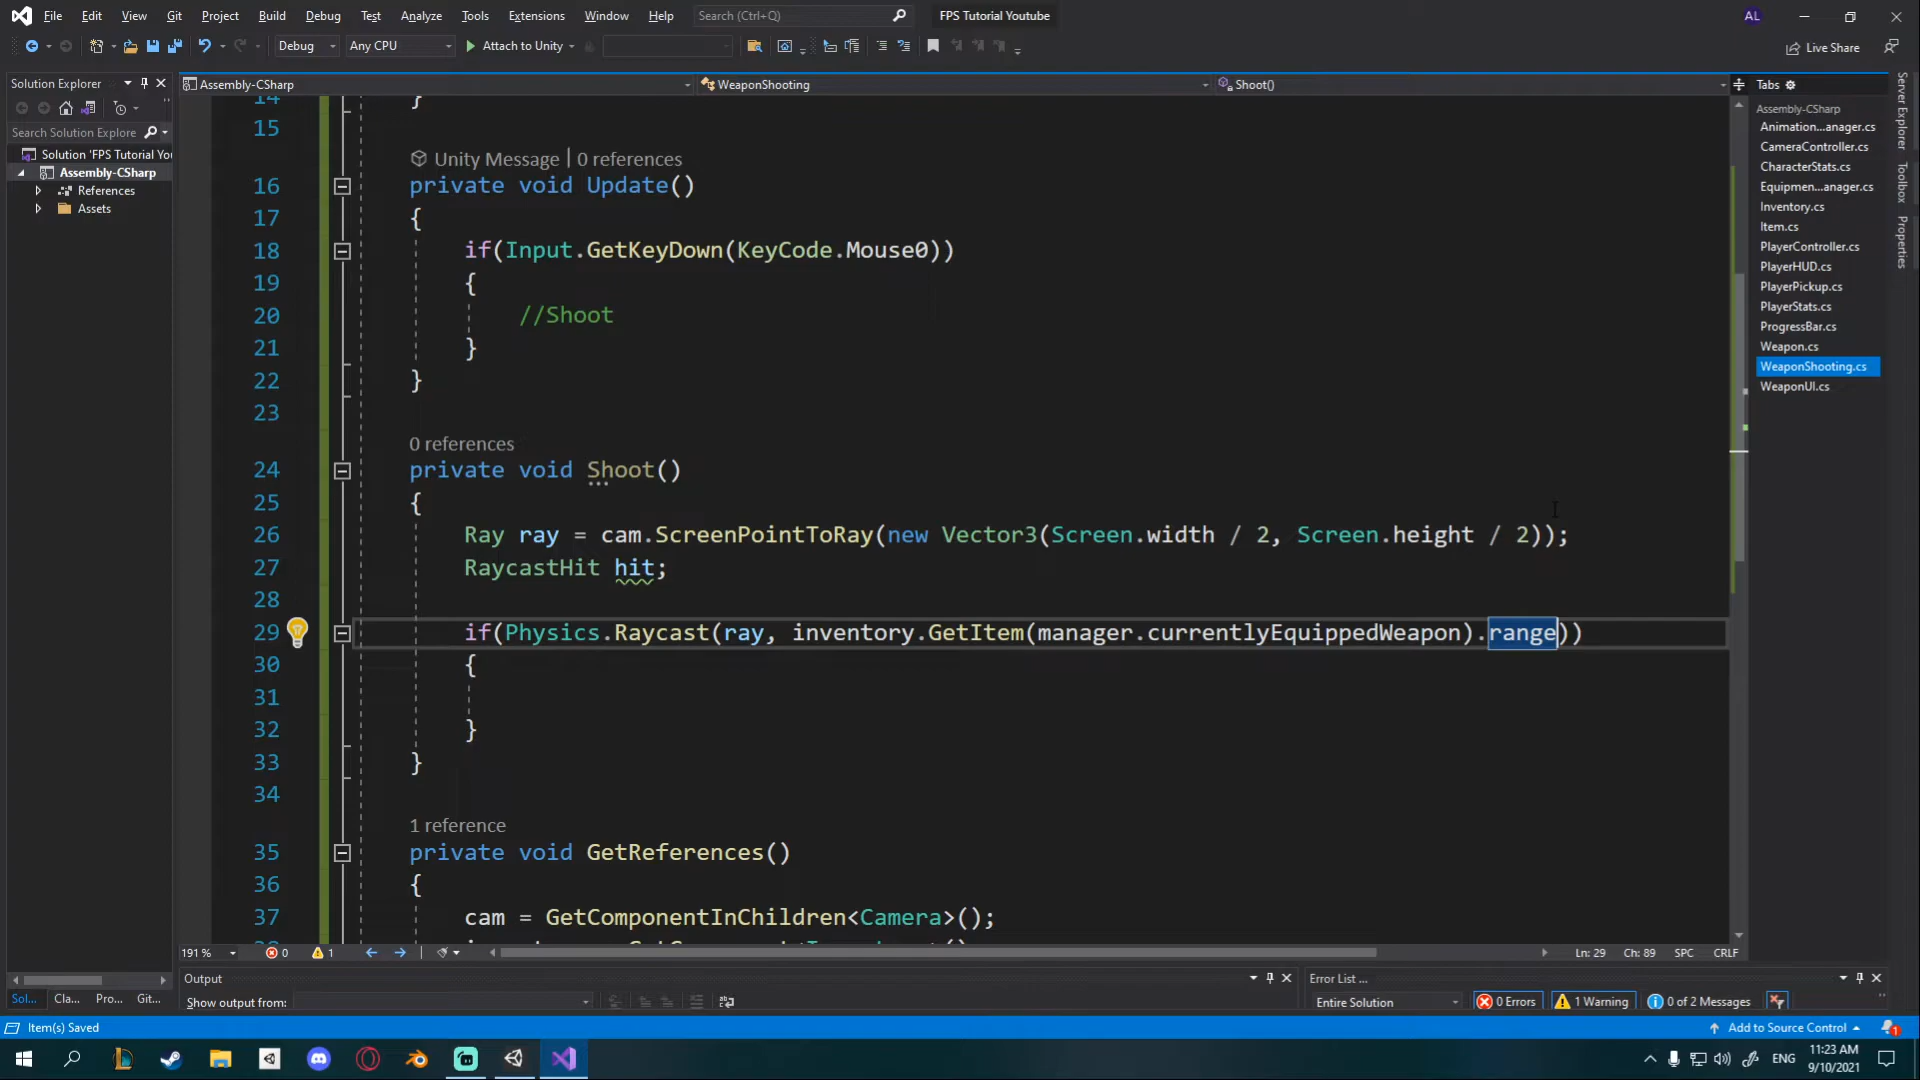 File Edit View Git Project Build Debug Test Analyze Tools Extensions Window Help Search (Ctrl+Q) FPS Tutorial Youtube AL
Debug Any CPU Attach to Unity Live Share
Solution Explorer
Search Solution Explorer
Solution 'FPS Tutorial Yo
Assembly-CSharp
References
Assets
Assembly-CSharp WeaponShooting Shoot()
14 }
15
Unity Message | 0 references
16 private void Update()
17 {
18 if(Input.GetKeyDown(KeyCode.Mouse0))
19 {
20 //Shoot
21 }
22 }
23
0 references
24 private void Shoot()
25 {
26 Ray ray = cam.ScreenPointToRay(new Vector3(Screen.width / 2, Screen.height / 2));
27 RaycastHit hit;
28
29 if(Physics.Raycast(ray, inventory.GetItem(manager.currentlyEquippedWeapon).range))
30 {
31
32 }
33 }
34
1 reference
35 private void GetReferences()
36 {
37 cam = GetComponentInChildren<Camera>();
Tabs
Assembly-CSharp
Animation...anager.cs
CameraController.cs
CharacterStats.cs
Equipmen...anager.cs
Inventory.cs
Item.cs
PlayerController.cs
PlayerHUD.cs
PlayerPickup.cs
PlayerStats.cs
ProgressBar.cs
Weapon.cs
WeaponShooting.cs
WeaponUI.cs
Server Explorer
Toolbox
Properties
191 % 0 1 Ln: 29 Ch: 89 SPC CRLF
Sol... Cla... Pro... Git...
Output
Show output from:
Error List ...
Entire Solution 0 Errors 1 Warning 0 of 2 Messages
Item(s) Saved Add to Source Control 1
ENG 11:23 AM
9/10/2021